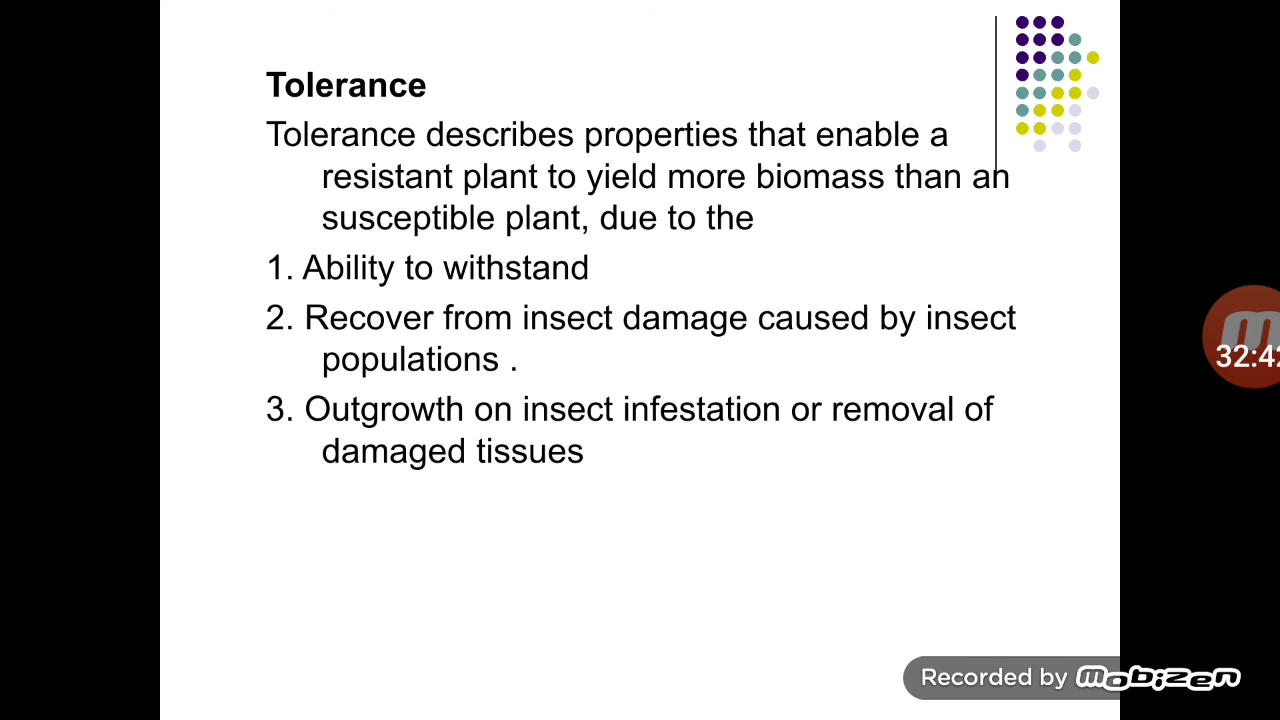 Tolerance
Tolerance describes properties that enable a
resistant plant to yield more biomass than an
susceptible plant, due to the
1. Ability to withstand
2. Recover from insect damage caused by insect
populations .
3. Outgrowth on insect infestation or removal of
damaged tissues
32:42
Recorded by mobizen